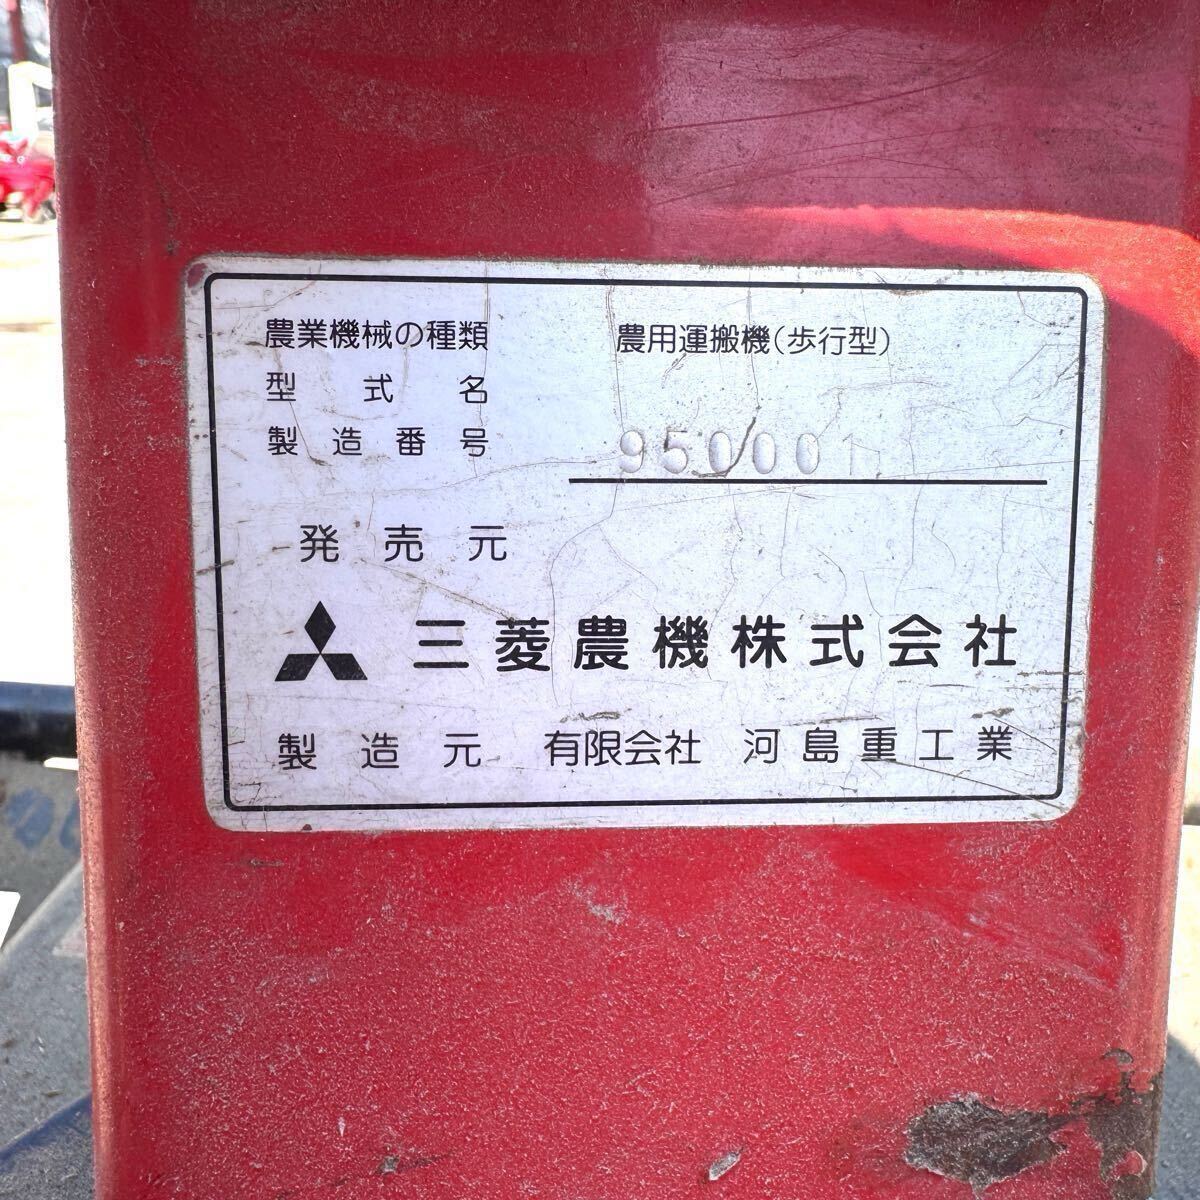 農業機械の種類 農用運搬機(歩行型)
型式名
製造番号 950001
発売元
三菱農機株式会社
製造元 有限会社 河島重工業